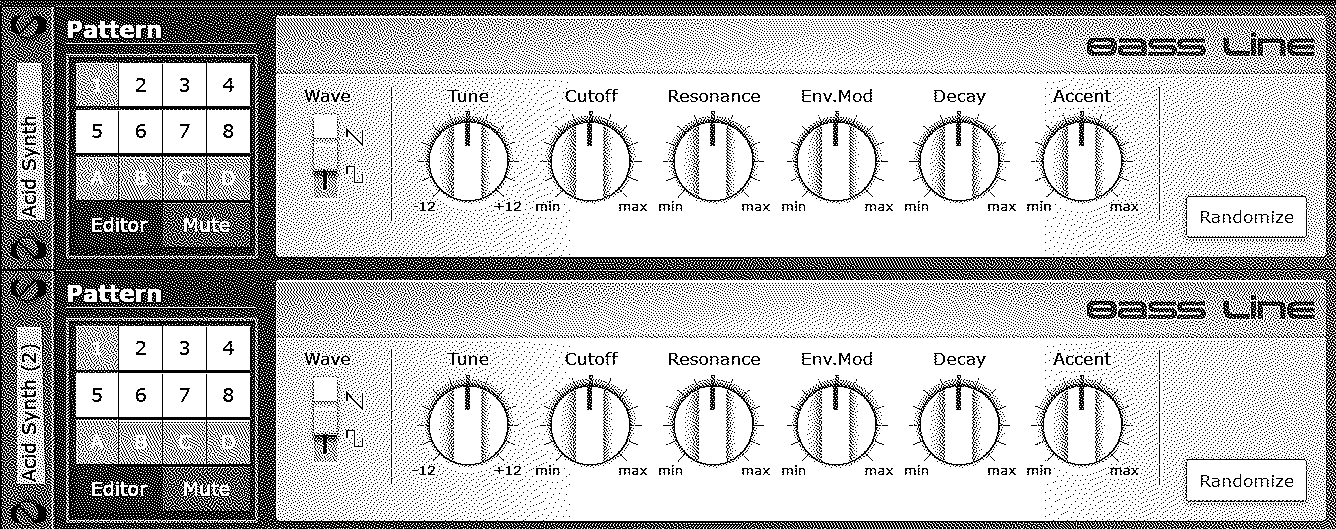 Pattern
Bass Line
Acid Synth
1 2 3 4
5 6 7 8
A B C D
Editor Mute
Wave Tune Cutoff Resonance Env.Mod Decay Accent
-12 +12 min max min max min max min max min max
Randomize
Pattern
Bass Line
Acid Synth (2)
1 2 3 4
5 6 7 8
A B C D
Editor Mute
Wave Tune Cutoff Resonance Env.Mod Decay Accent
-12 +12 min max min max min max min max min max
Randomize